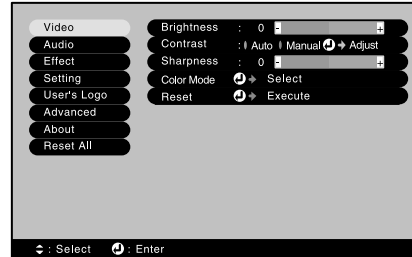 Video
Audio
Effect
Setting
User's Logo
Advanced
About
Reset All
Brightness : 0 - +
Contrast : Auto Manual Adjust
Sharpness : 0 - +
Color Mode Select
Reset Execute
: Select : Enter